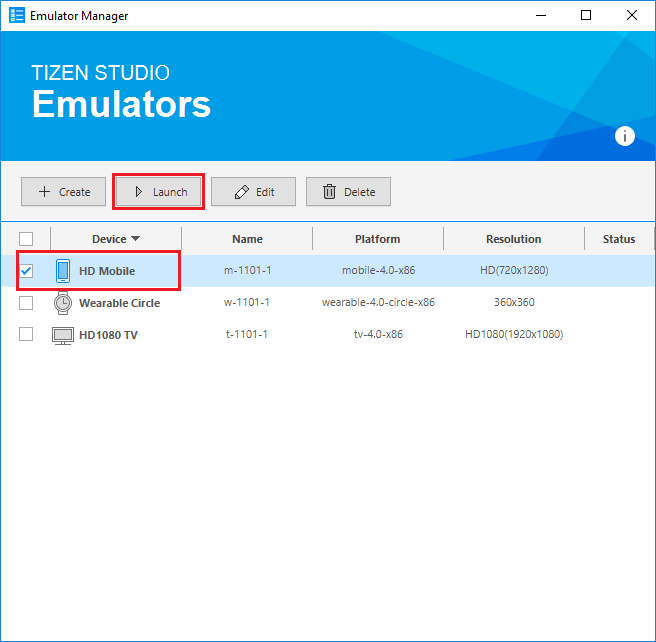 Emulator Manager
TIZEN STUDIO
Emulators
i
Create Launch Edit Delete
Device Name Platform Resolution Status
HD Mobile m-1101-1 mobile-4.0-x86 HD(720x1280)
Wearable Circle w-1101-1 wearable-4.0-circle-x86 360x360
HD1080 TV t-1101-1 tv-4.0-x86 HD1080(1920x1080)